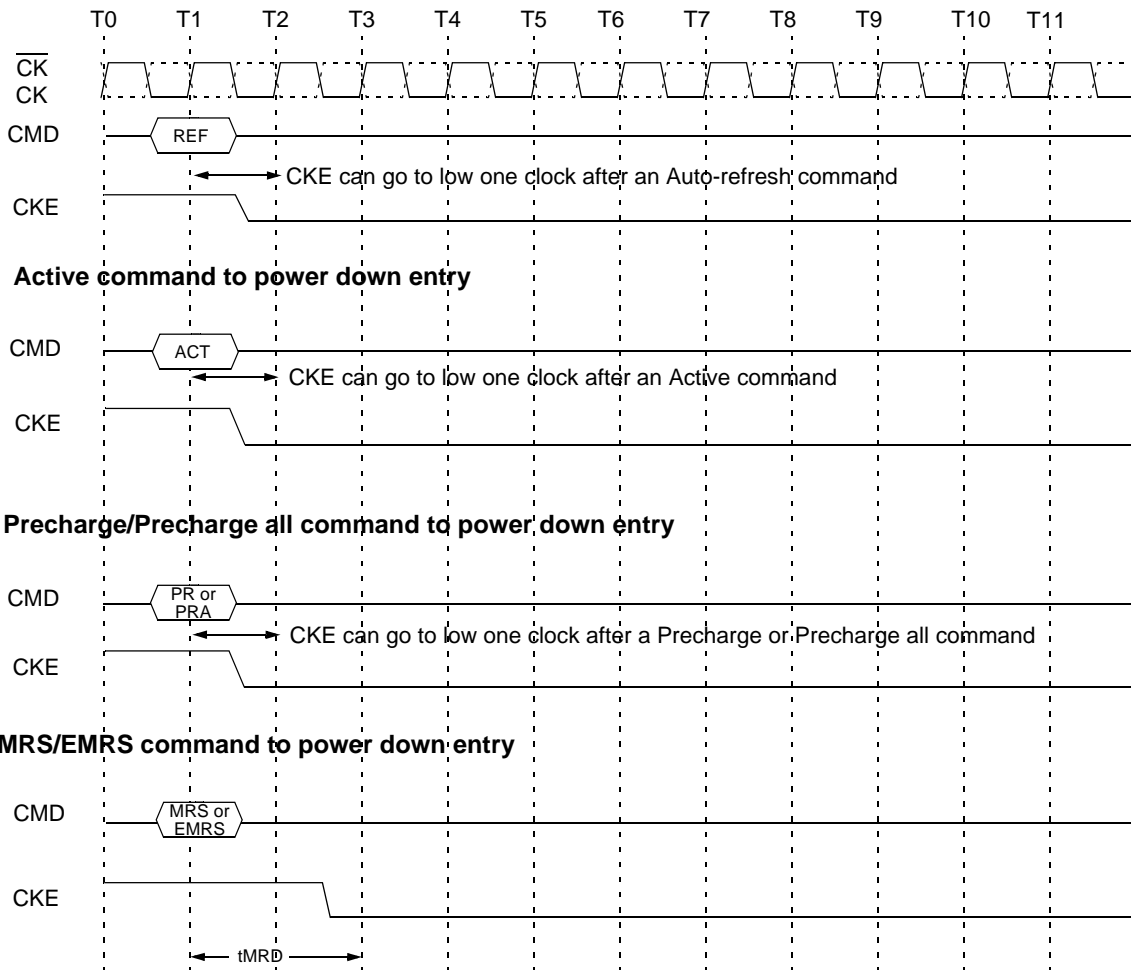 T0 T1 T2 T3 T4 T5 T6 T7 T8 T9 T10 T11
CK
CK
CMD REF
CKE can go to low one clock after an Auto-refresh command
CKE
Active command to power down entry
CMD ACT
CKE can go to low one clock after an Active command
CKE
Precharge/Precharge all command to power down entry
CMD PR or
PRA
CKE can go to low one clock after a Precharge or Precharge all command
CKE
MRS/EMRS command to power down entry
CMD MRS or
EMRS
CKE
tMRD